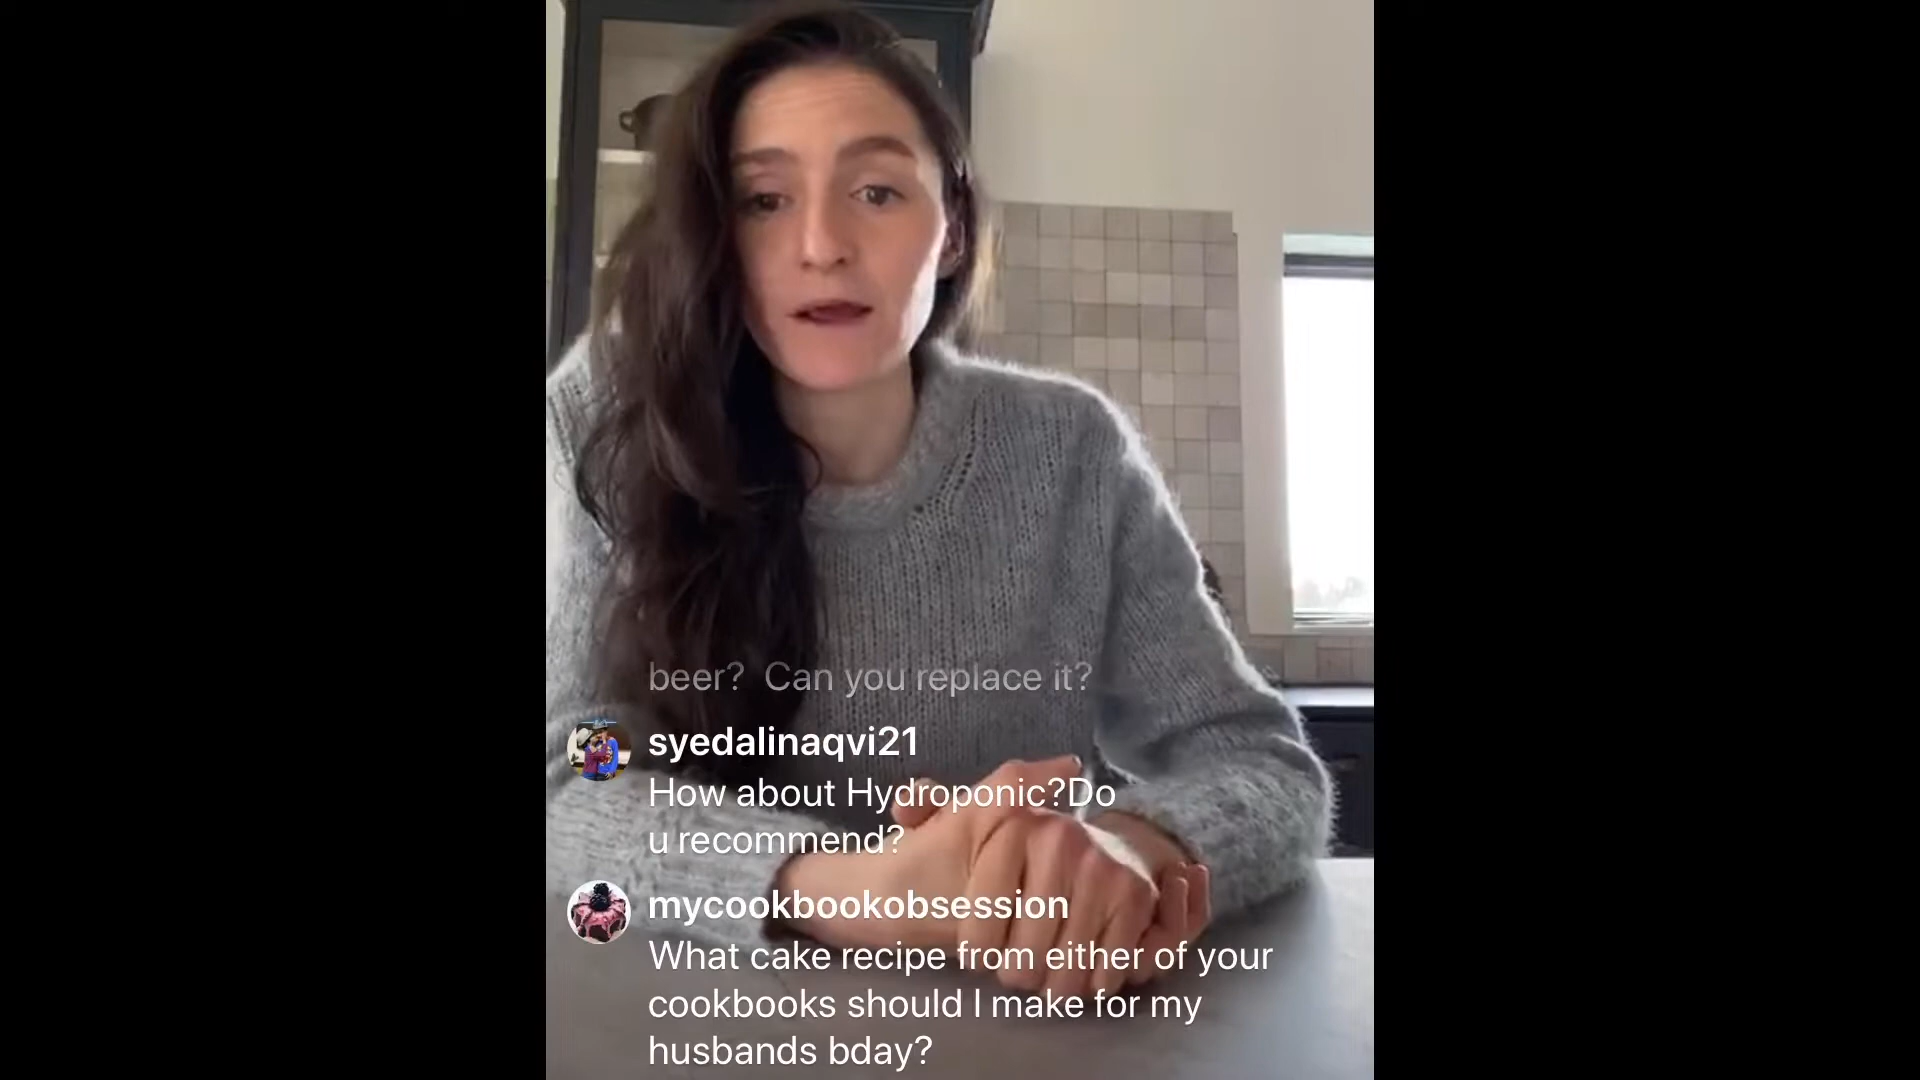 beer?  Can you replace it?
syedalinaqvi21
How about Hydroponic?Do
u recommend?
mycookbookobsession
What cake recipe from either of your
cookbooks should I make for my
husbands bday?